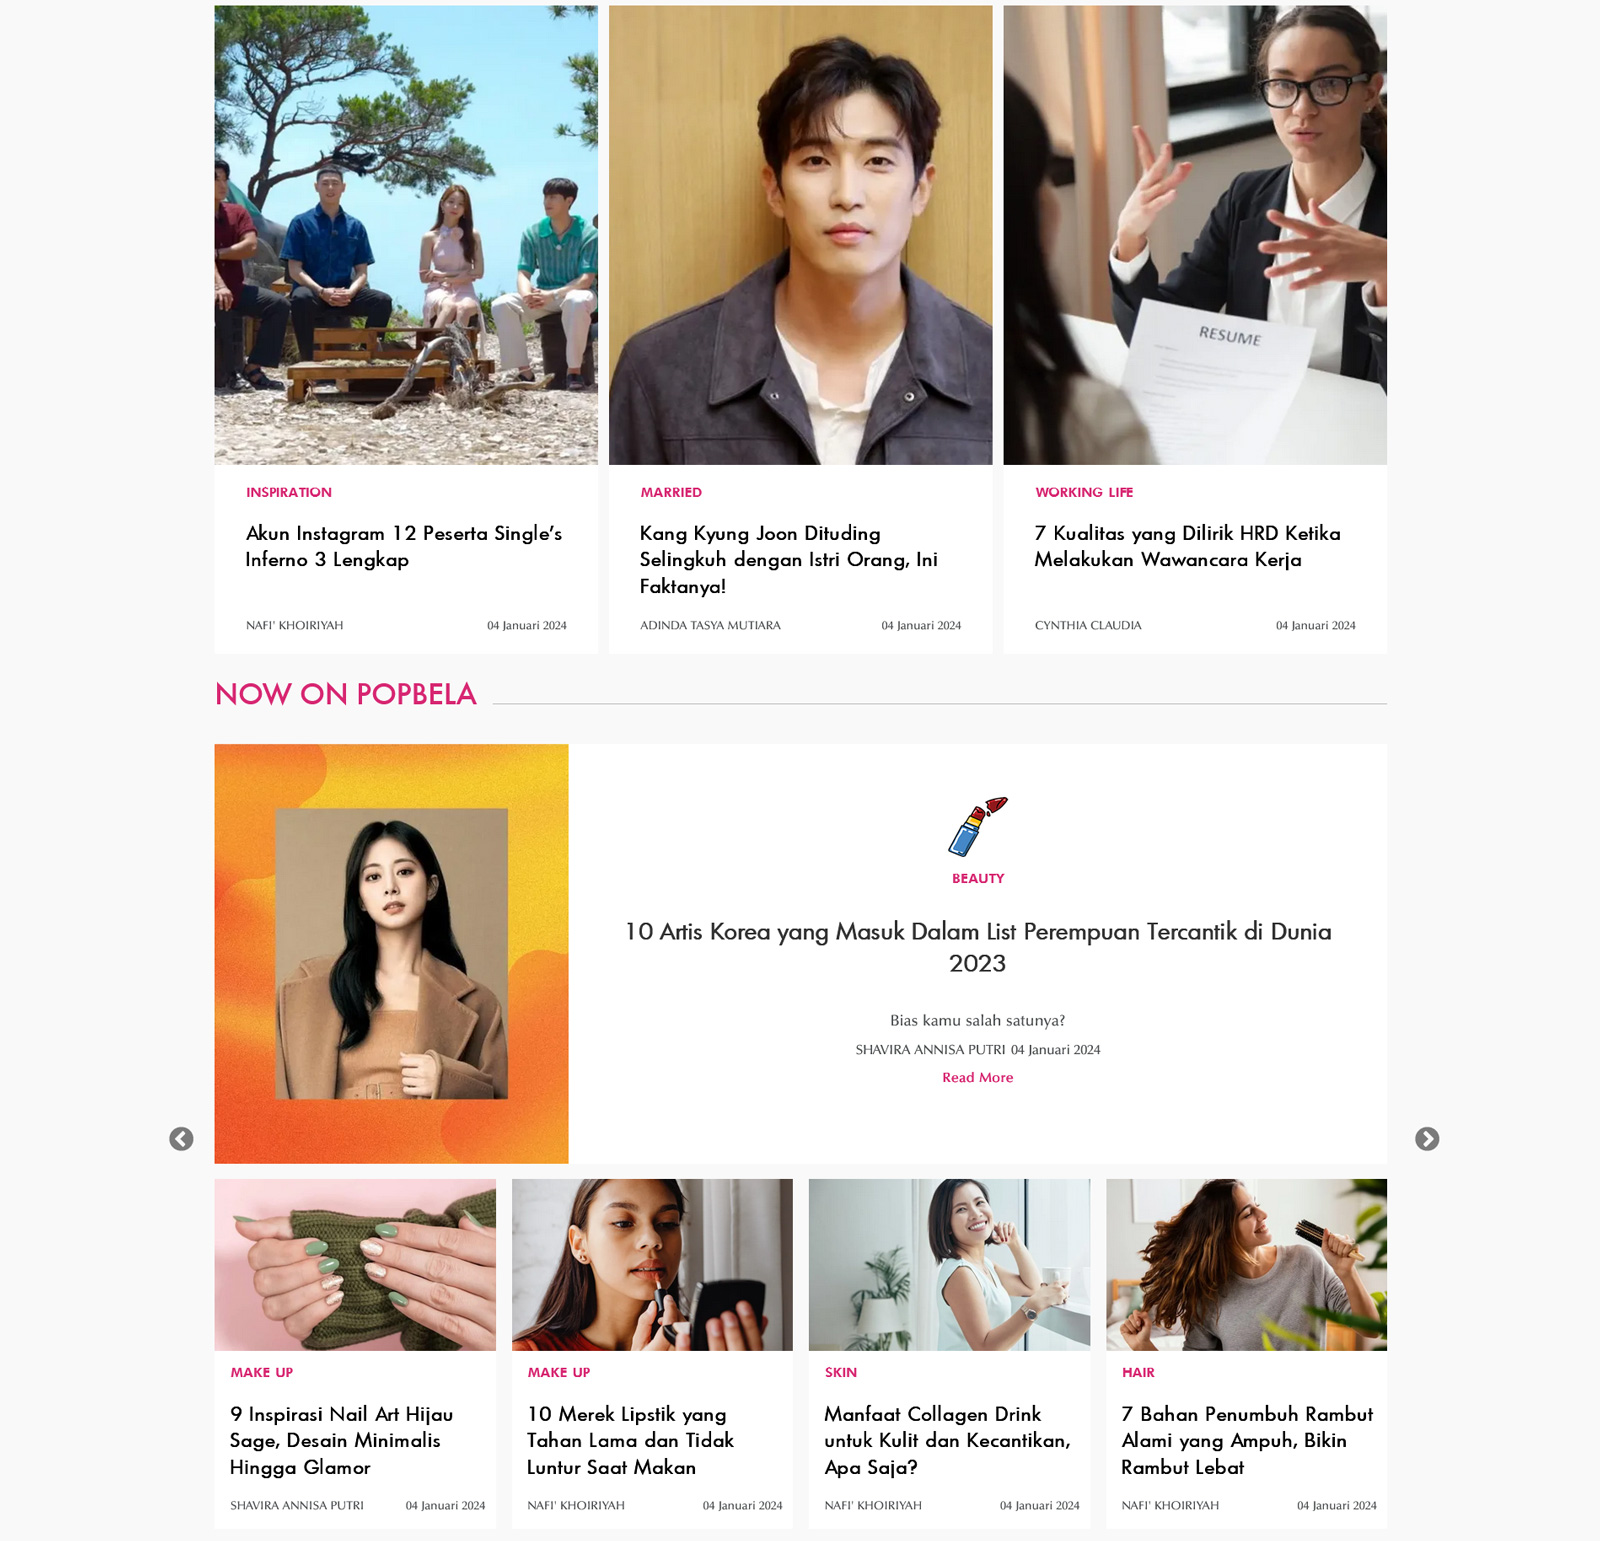 RESUME
INSPIRATION
Akun Instagram 12 Peserta Single's
Inferno 3 Lengkap
NAFI' KHOIRIYAH
04 Januari 2024
MARRIED
Kang Kyung Joon Dituding
Selingkuh dengan Istri Orang, Ini
Faktanya!
ADINDA TASYA MUTIARA
04 Januari 2024
WORKING LIFE
7 Kualitas yang Dilirik HRD Ketika
Melakukan Wawancara Kerja
CYNTHIA CLAUDIA
04 Januari 2024
NOW ON POPBELA
BEAUTY
10 Artis Korea yang Masuk Dalam List Perempuan Tercantik di Dunia
2023
Bias kamu salah satunya?
SHAVIRA ANNISA PUTRI 04 Januari 2024
Read More
MAKE UP
9 Inspirasi Nail Art Hijau
Sage, Desain Minimalis
Hingga Glamor
SHAVIRA ANNISA PUTRI
04 Januari 2024
MAKE UP
10 Merek Lipstik yang
Tahan Lama dan Tidak
Luntur Saat Makan
NAFI' KHOIRIYAH
04 Januari 2024
SKIN
Manfaat Collagen Drink
untuk Kulit dan Kecantikan,
Apa Saja?
NAFI' KHOIRIYAH
04 Januari 2024
HAIR
7 Bahan Penumbuh Rambut
Alami yang Ampuh, Bikin
Rambut Lebat
NAFI' KHOIRIYAH
04 Januari 2024